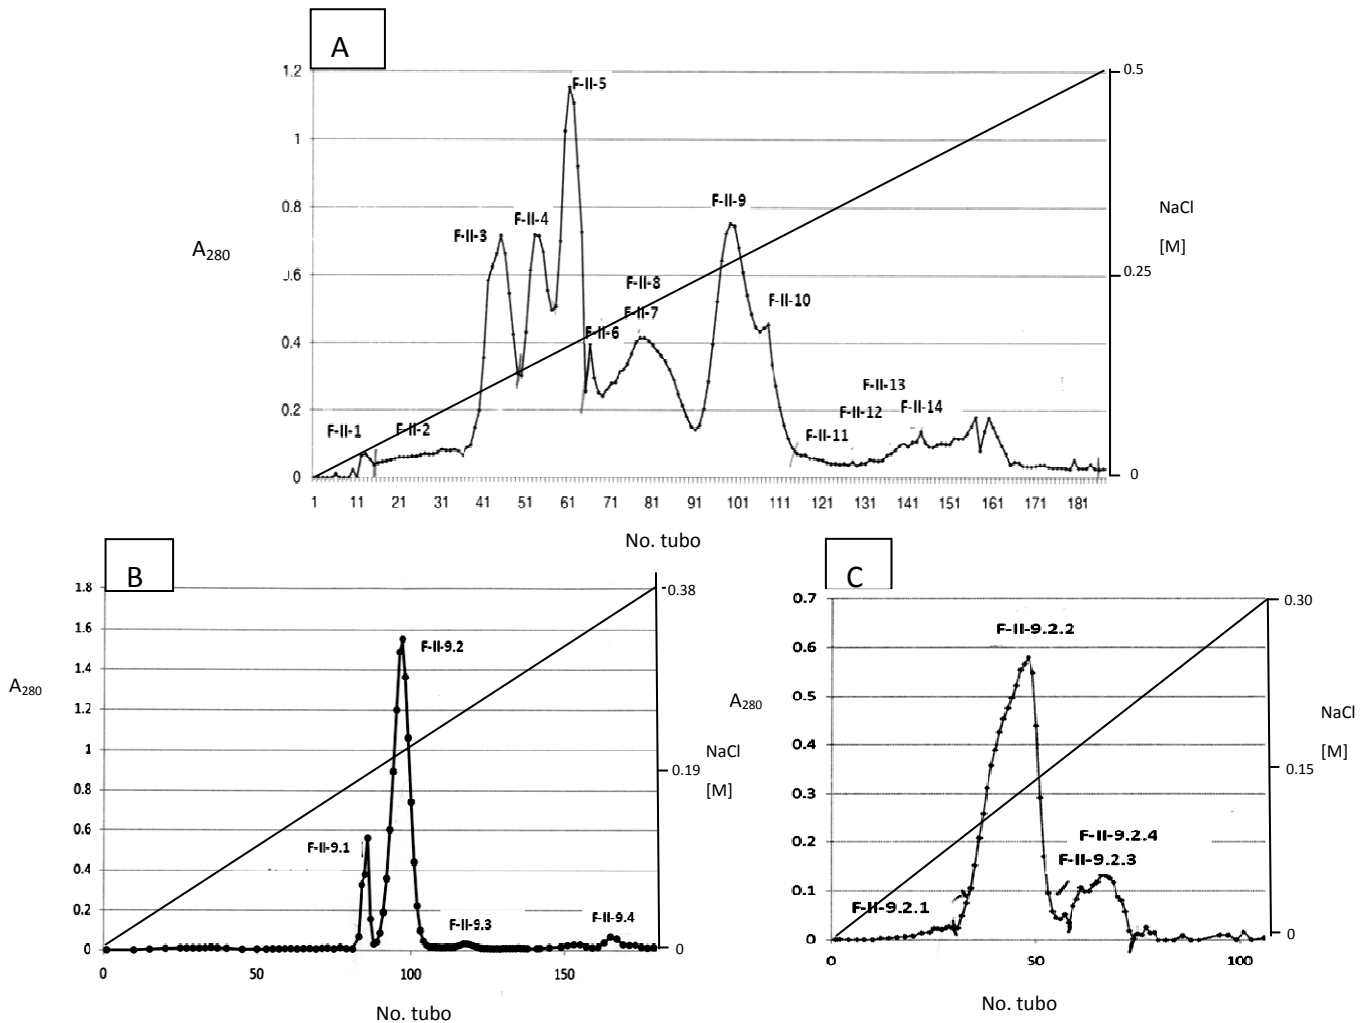 A
1.2
0.5
F-II-5
1
0.8
F-II-9
NaCl
F-II-4
F-II-3
A280
[M]
0.25
F-II-8
F-II-10
F-II-7
F-II-6
0.4
F-II-13
0.2
F-II-12
F-II-14
F-II-1
F-II-2
F-II-11
0
0
1 11 21 31 41 51 61 71 81 91 101 111 121 131 141 151 161 171 181
No. tubo
B
1.8
0.38
1.6
F-II-9.2
1.4
A280
1.2
1
NaCl
0.19
0.8
[M]
0.6
F-II-9.1
0.4
0.2
F-II-9.3
F-II-9.4
0
0
0 50 100 150
No. tubo
C
0.7
0.30
F-II-9.2.2
0.6
A280
0.5
NaCl
0.4
[M]
0.15
0.3
0.2
F-II-9.2.4
F-II-9.2.3
0.1
F-II-9.2.1
0
0
0 50 100
No. tubo